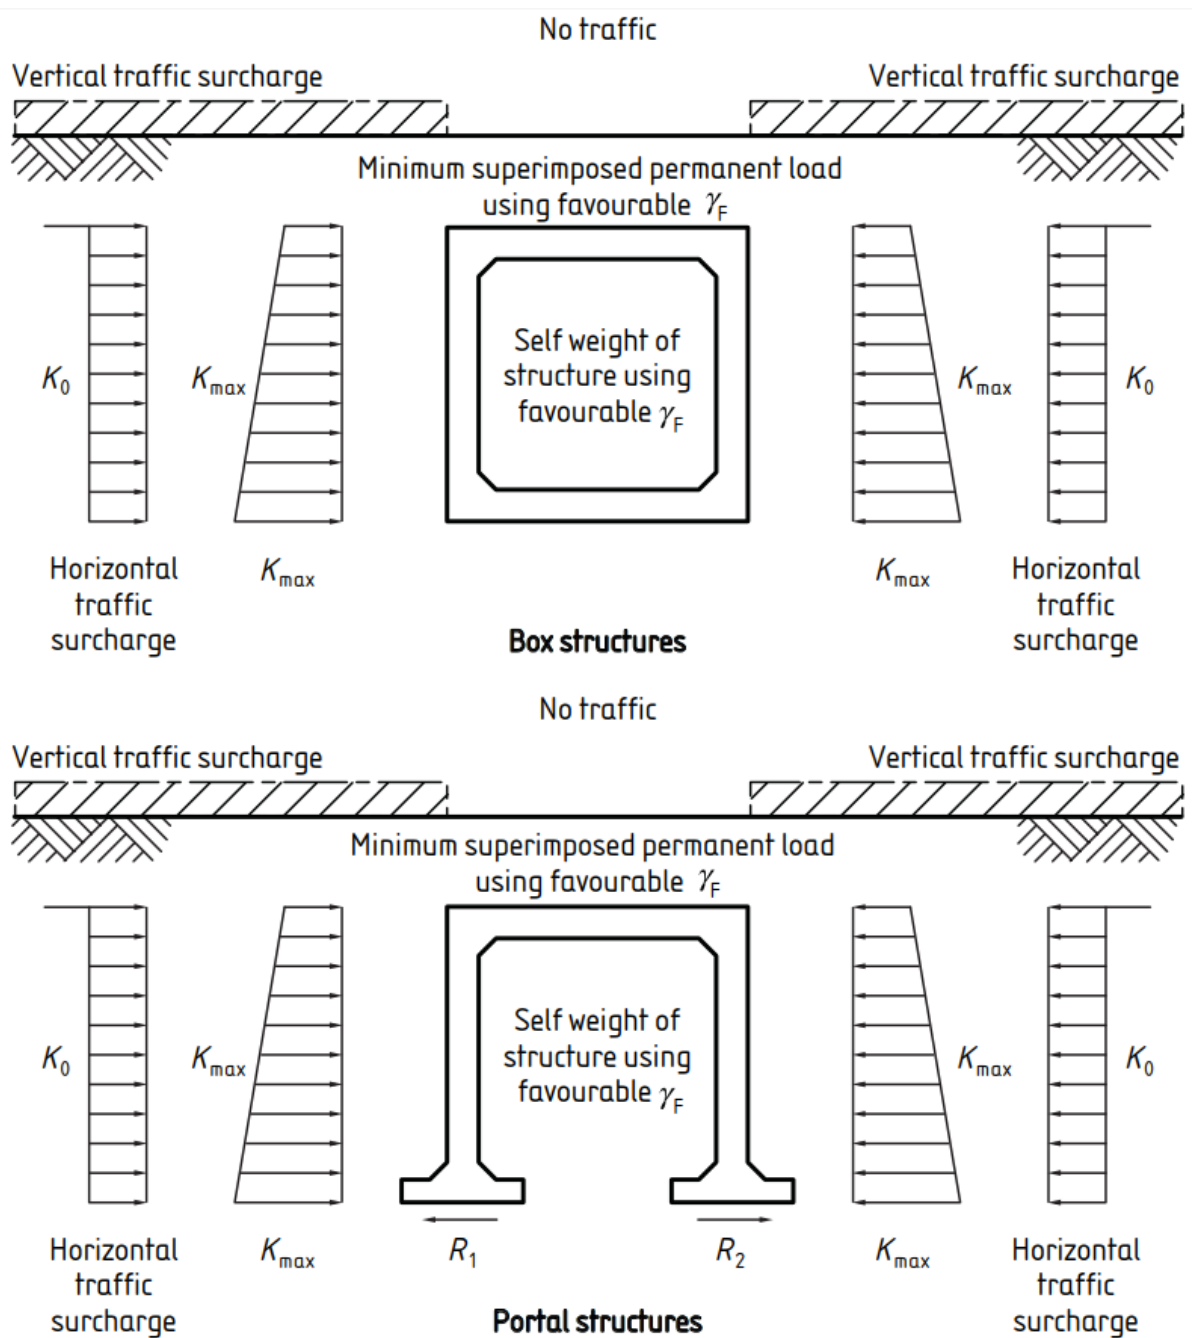 No traffic
Vertical traffic surcharge
Vertical traffic surcharge
Minimum superimposed permanent load
using favourable γF
K0
Kmax
Self weight of
structure using
favourable γF
Kmax
K0
Horizontal
traffic
surcharge
Kmax
Kmax
Horizontal
traffic
surcharge
Box structures
No traffic
Vertical traffic surcharge
Vertical traffic surcharge
Minimum superimposed permanent load
using favourable γF
K0
Kmax
Self weight of
structure using
favourable γF
Kmax
K0
Horizontal
traffic
surcharge
Kmax
R1
R2
Kmax
Horizontal
traffic
surcharge
Portal structures